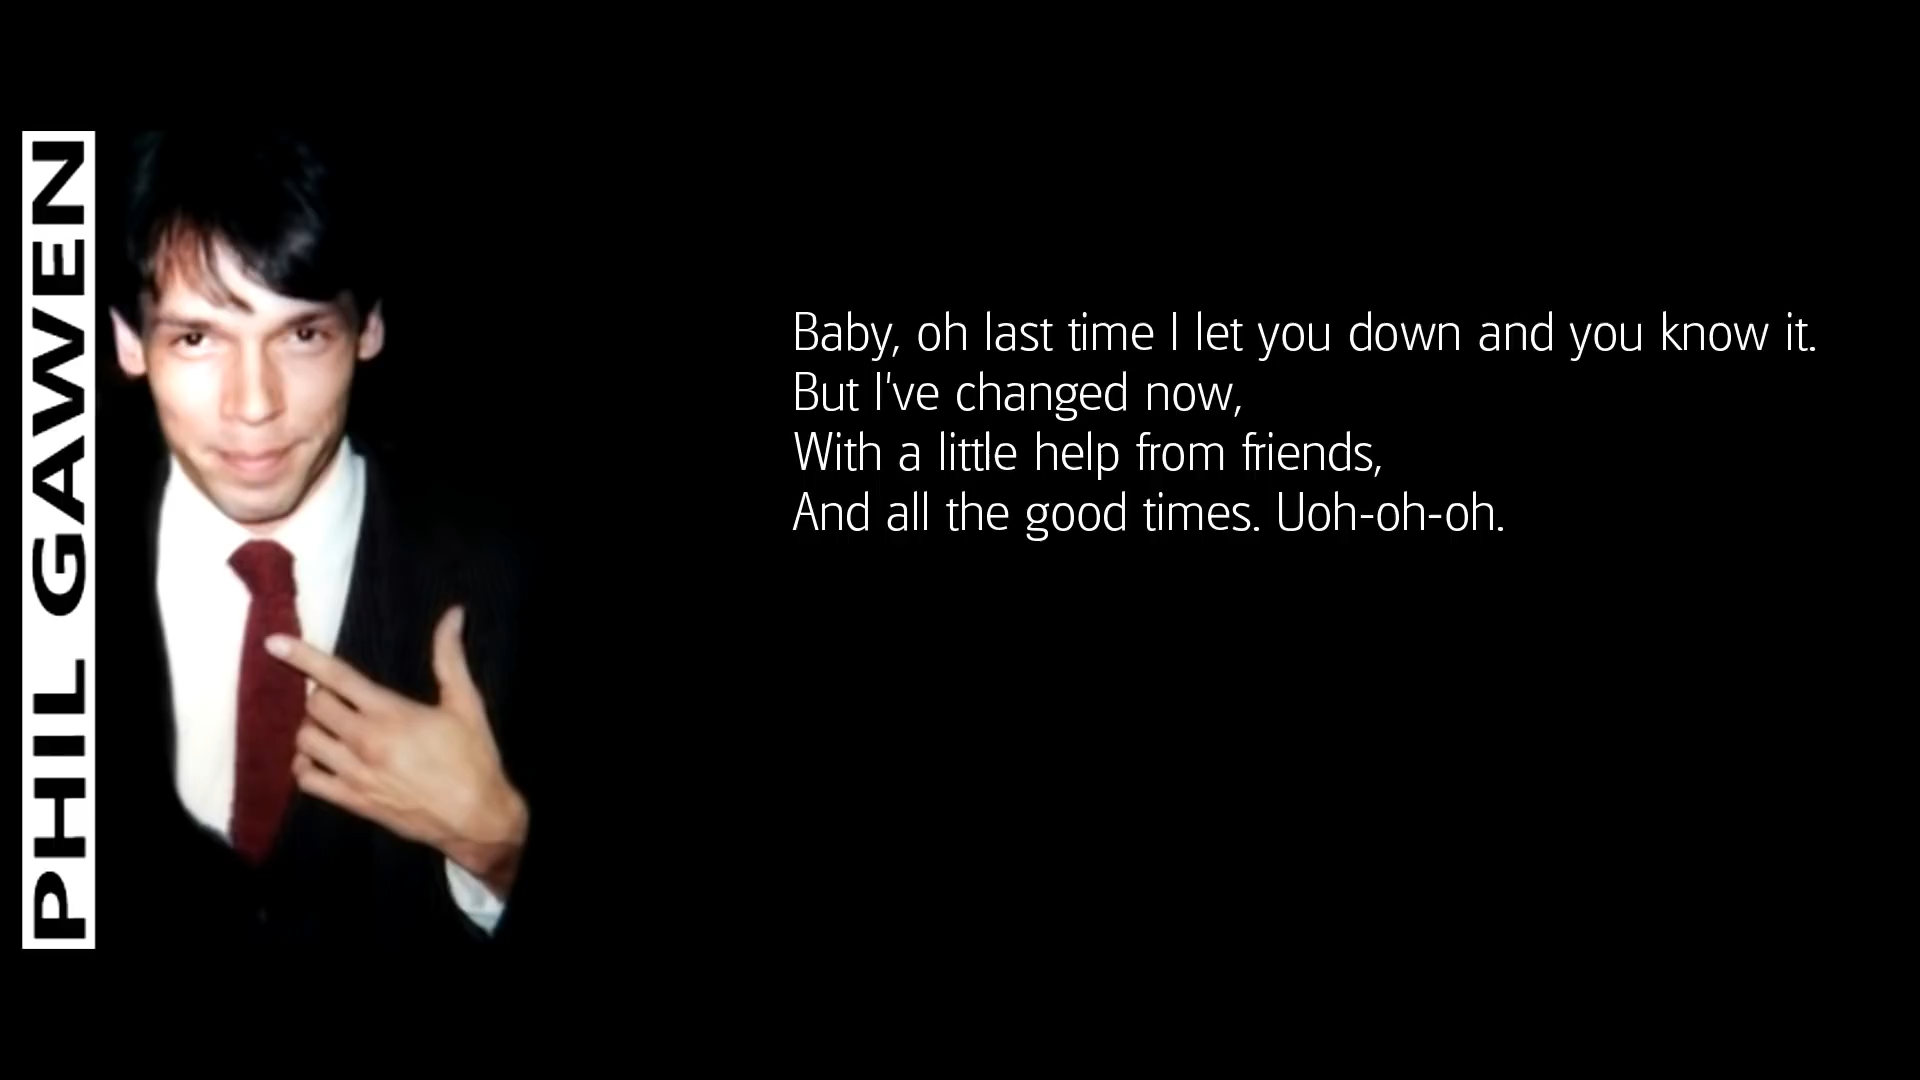 PHIL GAWEN
Baby, oh last time I let you down and you know it.
But I've changed now,
With a little help from friends,
And all the good times. Uoh-oh-oh.